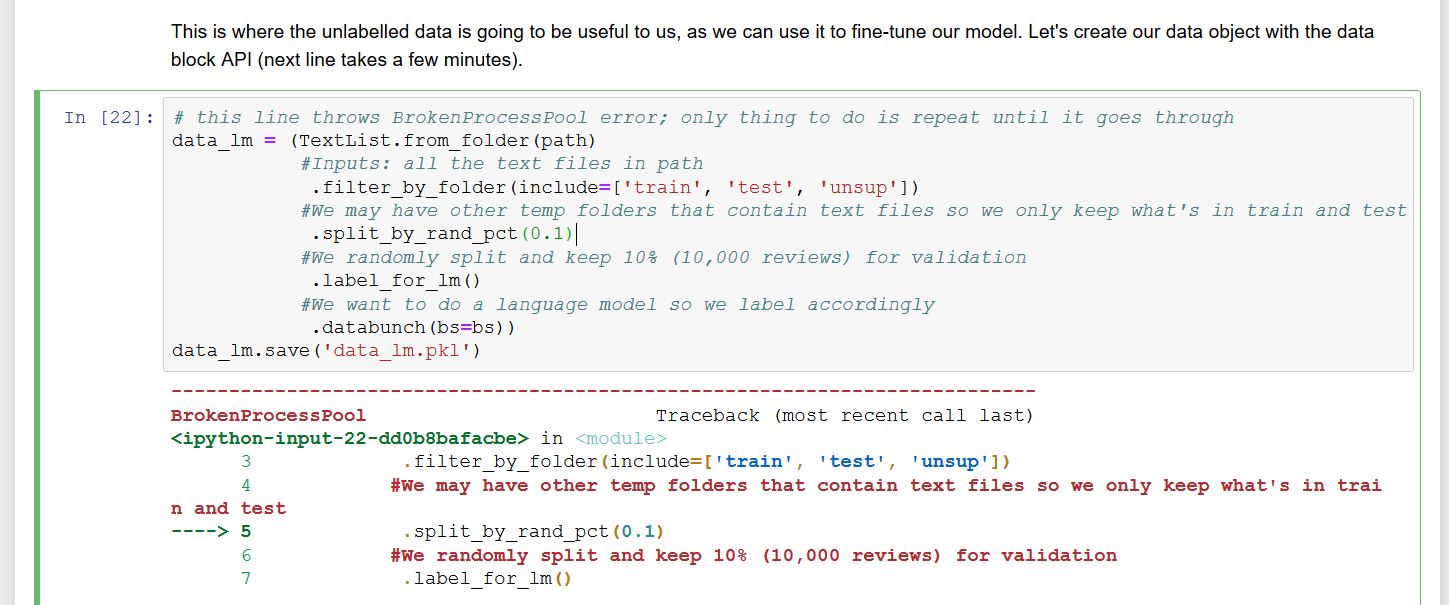 This is where the unlabelled data is going to be useful to us, as we can use it to fine-tune our model. Let's create our data object with the data
block API (next line takes a few minutes).
In [22]:
# this line throws BrokenProcessPool error; only thing to do is repeat until it goes through
data_lm = (TextList.from_folder(path)
#Inputs: all the text files in path
.filter_by_folder(include=['train', 'test', 'unsup'])
#We may have other temp folders that contain text files so we only keep what's in train and test
.split_by_rand_pct(0.1)
#We randomly split and keep 10% (10,000 reviews) for validation
.label_for_lm()
#We want to do a language model so we label accordingly
.databunch(bs=bs))
data_lm.save('data_lm.pkl')
---------------------------------------------------------------------------
BrokenProcessPool                         Traceback (most recent call last)
<ipython-input-22-dd0b8bafacbe> in <module>
3             .filter_by_folder(include=['train', 'test', 'unsup'])
4            #We may have other temp folders that contain text files so we only keep what's in trai
n and test
----> 5             .split_by_rand_pct(0.1)
6            #We randomly split and keep 10% (10,000 reviews) for validation
7             .label_for_lm()